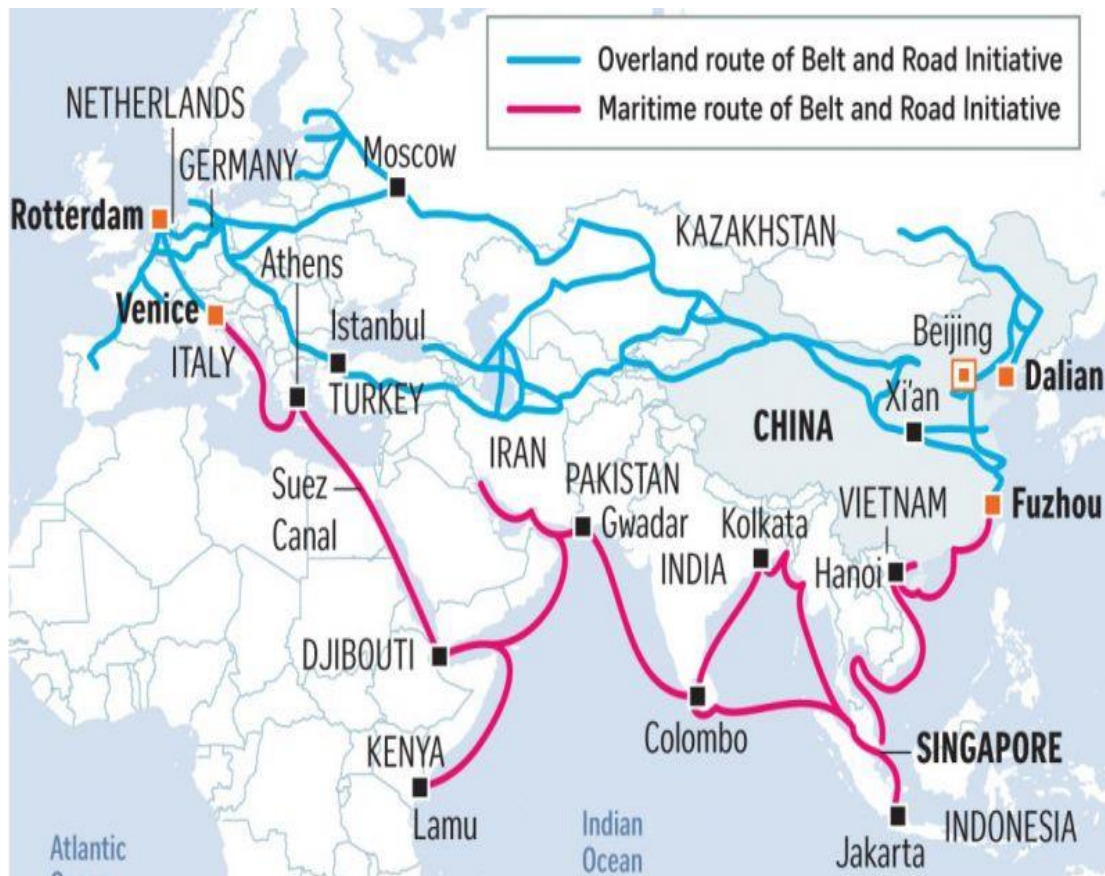 Overland route of Belt and Road Initiative
Maritime route of Belt and Road Initiative
NETHERLANDS
GERMANY
Moscow
Rotterdam
KAZAKHSTAN
Athens
Venice
Istanbul
Beijing
ITALY
TURKEY
Xi'an
Dalian
CHINA
IRAN
Suez
Canal
PAKISTAN
Gwadar
Kolkata
VIETNAM
Fuzhou
INDIA
Hanoi
DJIBOUTI
Colombo
KENYA
SINGAPORE
Lamu
Jakarta
INDONESIA
Indian
Ocean
Atlantic